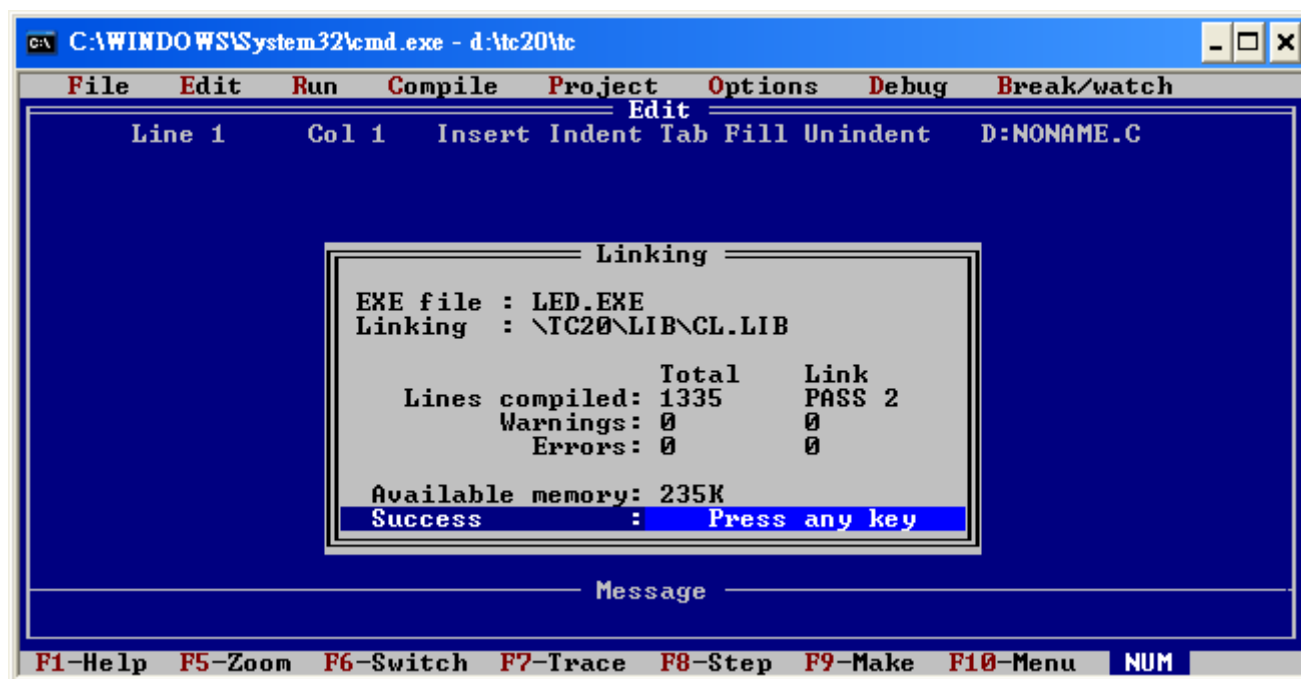 C:\WINDOWS\System32\cmd.exe - d:\tc20\tc
File Edit Run Compile Project Options Debug Break/watch
Edit
Line 1 Col 1 Insert Indent Tab Fill Unindent D:NONAME.C
Linking
EXE file : LED.EXE
Linking : \TC20\LIB\CL.LIB
Total Link
Lines compiled: 1335 PASS 2
Warnings: 0 0
Errors: 0 0
Available memory: 235K
Success : Press any key
Message
F1-Help F5-Zoom F6-Switch F7-Trace F8-Step F9-Make F10-Menu NUM